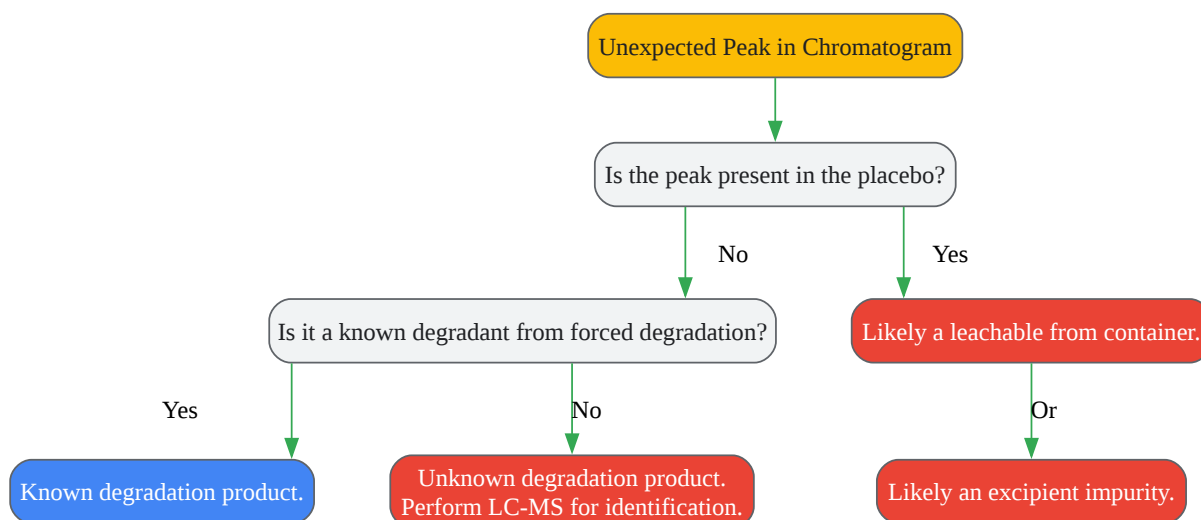 Unexpected Peak in Chromatogram
Is the peak present in the placebo?
No
Yes
Is it a known degradant from forced degradation?
Likely a leachable from container.
Yes
No
Or
Known degradation product.
Unknown degradation product.
Perform LC-MS for identification.
Likely an excipient impurity.